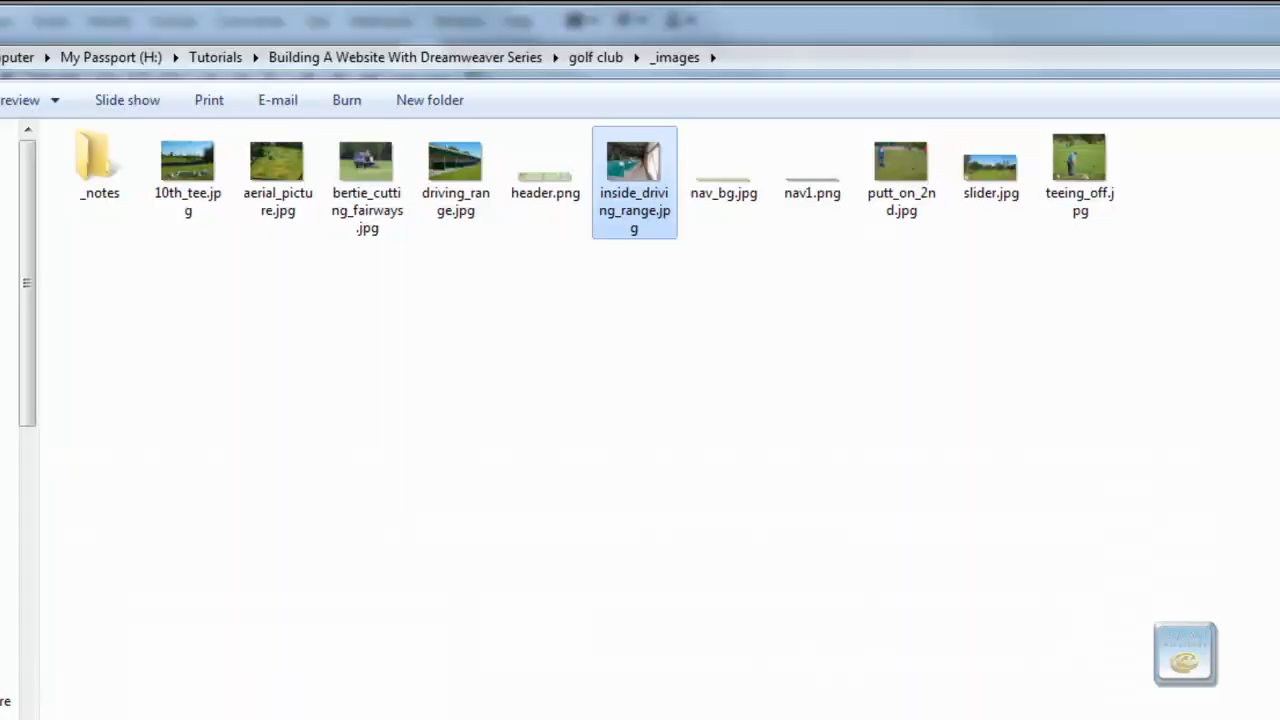 puter ▸ My Passport (H:) ▸ Tutorials ▸ Building A Website With Dreamweaver Series ▸ golf club ▸ _images ▸
review Slide show Print E-mail Burn New folder
_notes
10th_tee.jp
g
aerial_pictu
re.jpg
bertie_cutti
ng_fairways
.jpg
driving_ran
ge.jpg
header.png
inside_drivi
ng_range.jp
g
nav_bg.jpg
nav1.png
putt_on_2n
d.jpg
slider.jpg
teeing_off.j
pg
re